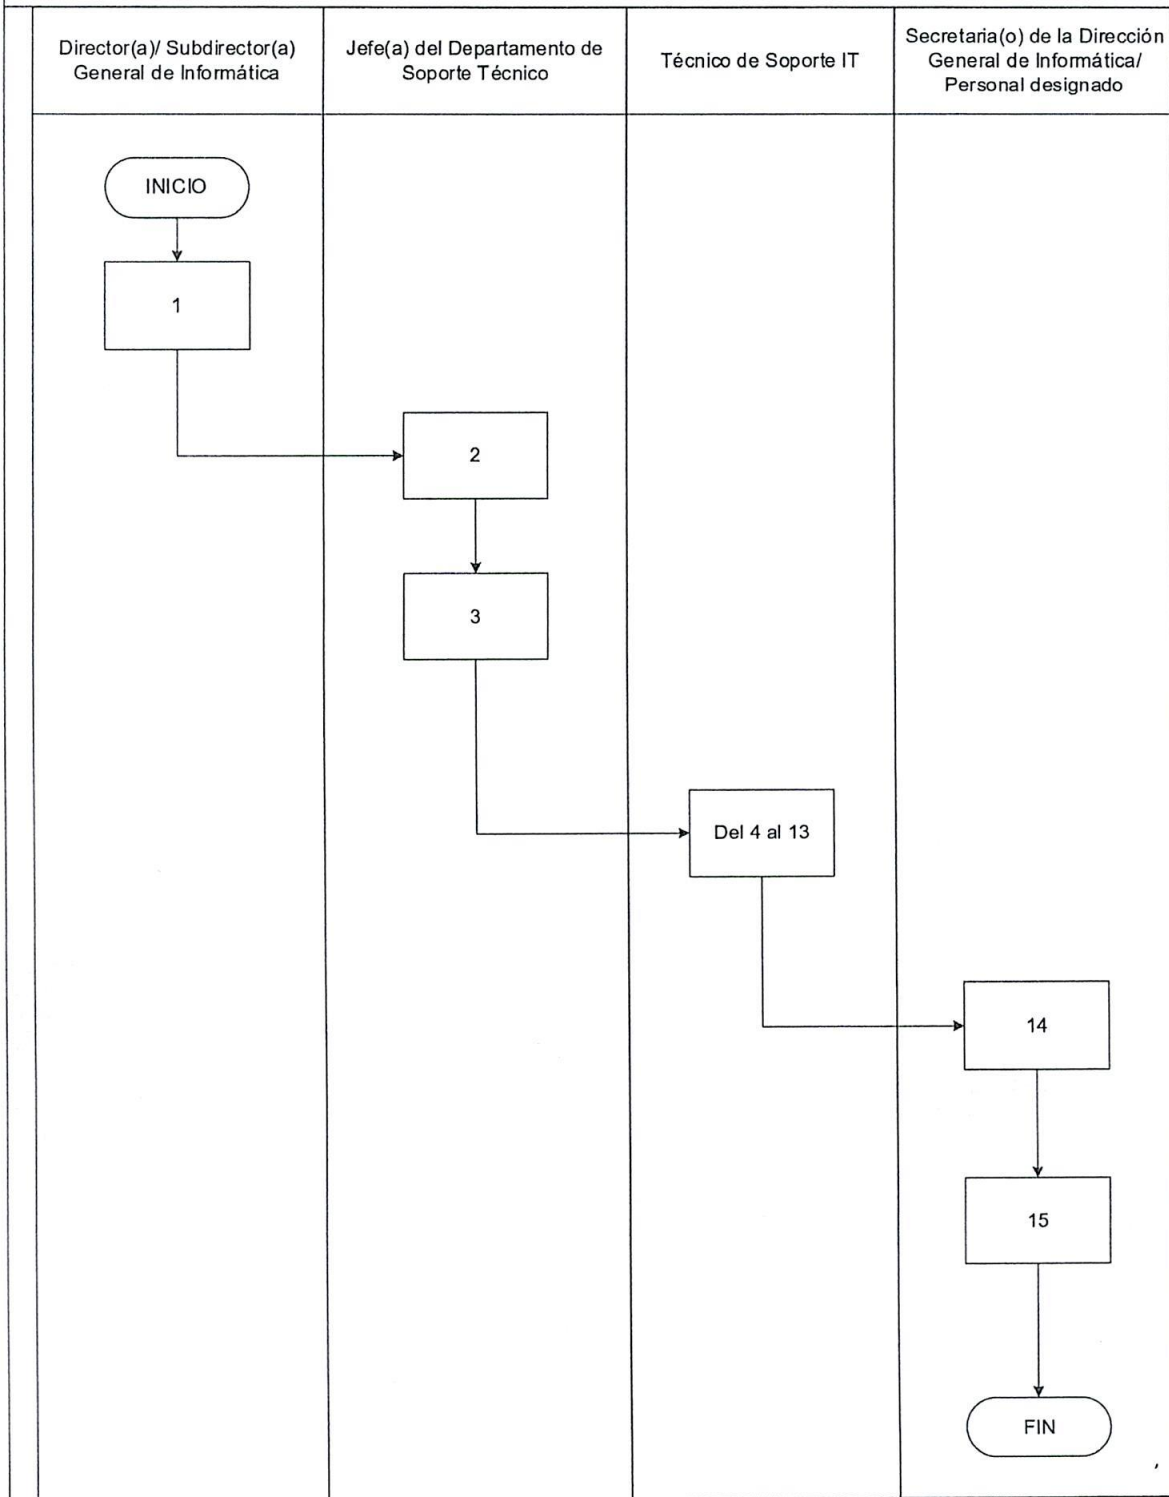 Director(a)/ Subdirector(a)
General de Informática
Jefe(a) del Departamento de
Soporte Técnico
Técnico de Soporte IT
Secretaria(o) de la Dirección
General de Informática/
Personal designado
INICIO
1
2
3
Del 4 al 13
14
15
FIN